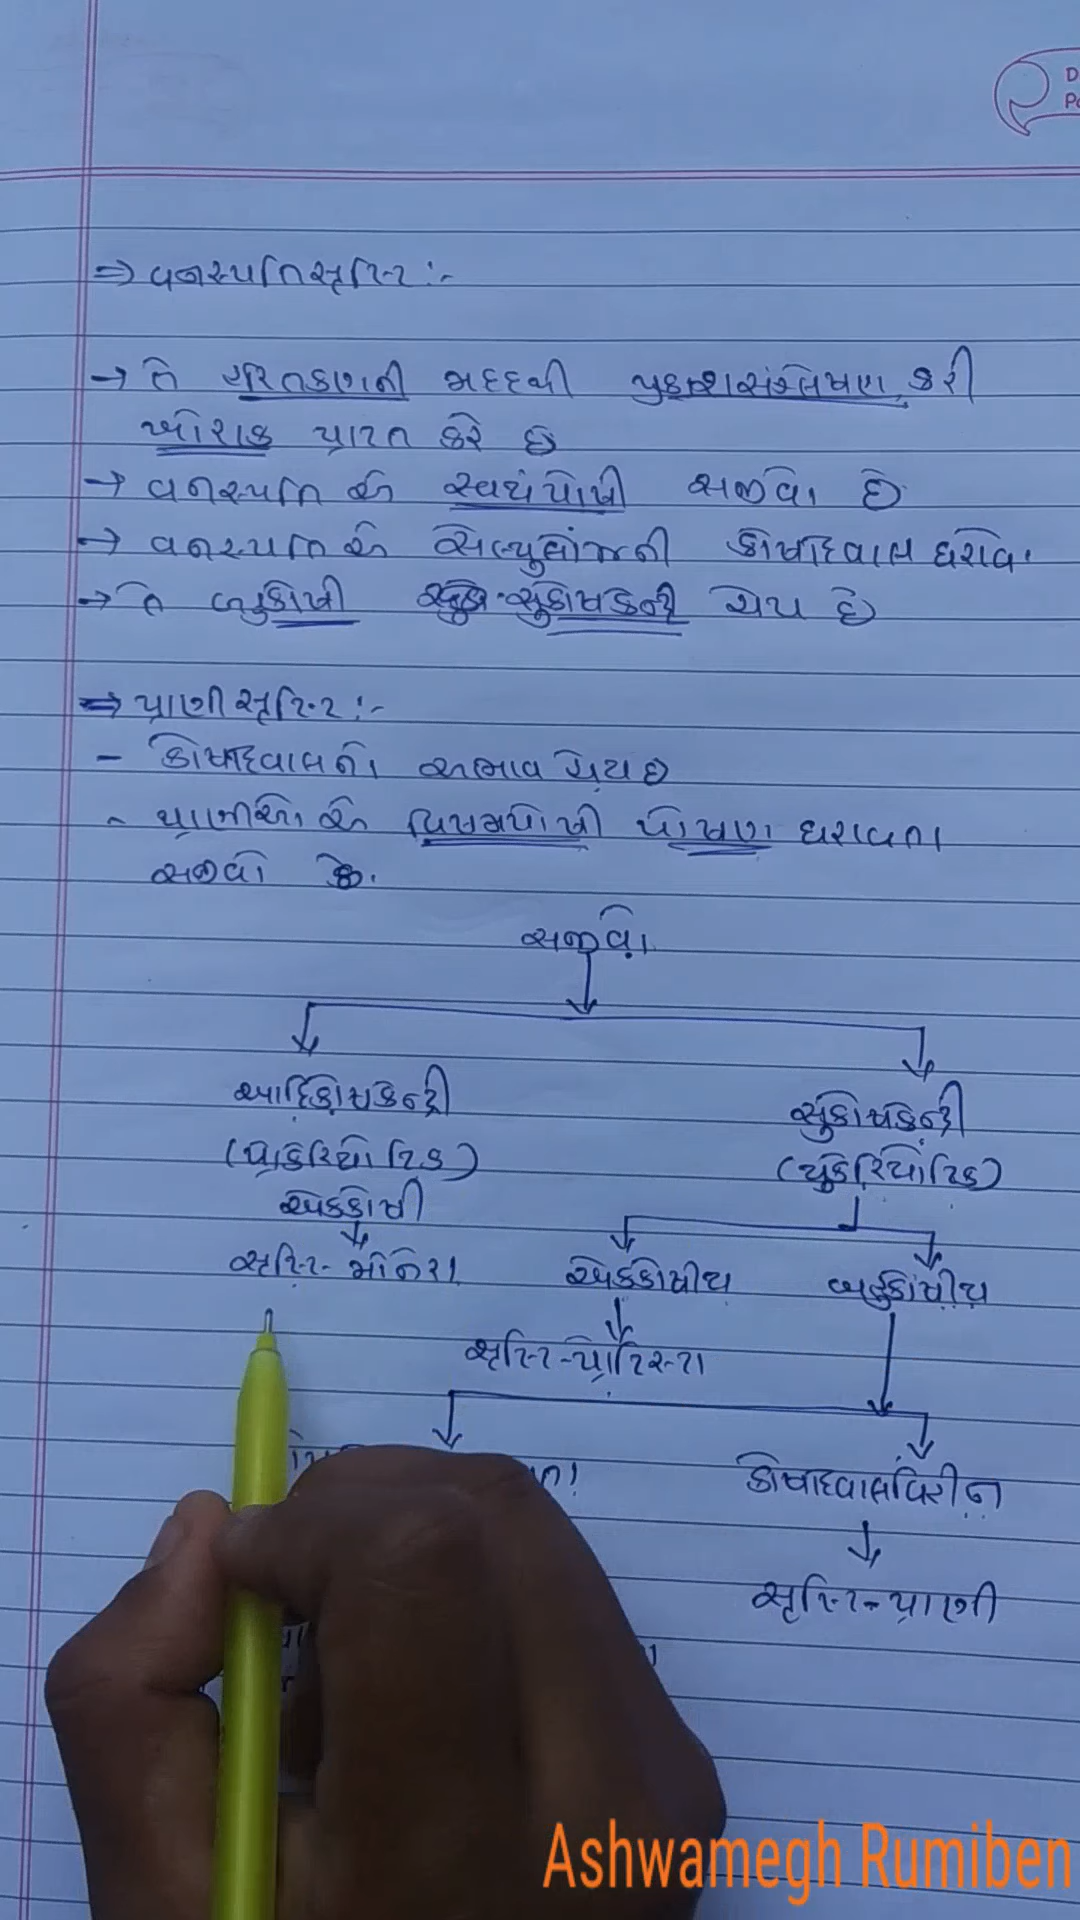 ⇒ વનસ્પતિસૃષ્ટિ :-
→ તે હરિતકણની મદદથી પ્રકાશસંશ્લેષણ કરી
ખોરાક પ્રાપ્ત કરે છે
→ વનસ્પતિ એ સ્વયંપોષી સજીવો છે
→ વનસ્પતિ એ સેલ્યુલોઝની કોષદિવાલ ધરાવે.
→ તે બહુકોષી સુકોષકેન્દ્રી હોય છે
⇒ પ્રાણીસૃષ્ટિ :-
- કોષદિવાલનો અભાવ હોય છે
- પ્રાણીઓ એ વિષમપોષી પોષણ ધરાવતા
સજીવો છે.
સજીવો
આદિકોષકેન્દ્રી
સુકોષકેન્દ્રી
(પ્રોકેરિયોટિક)
(યુકેરિયોટિક)
એકકોષી
સૃષ્ટિ - મોનેરા
એકકોષીય
બહુકોષીય
સૃષ્ટિ - પ્રોટિસ્ટા
કોષદિવાલવિહીન
સૃષ્ટિ - પ્રાણી
Ashwamegh Rumiben